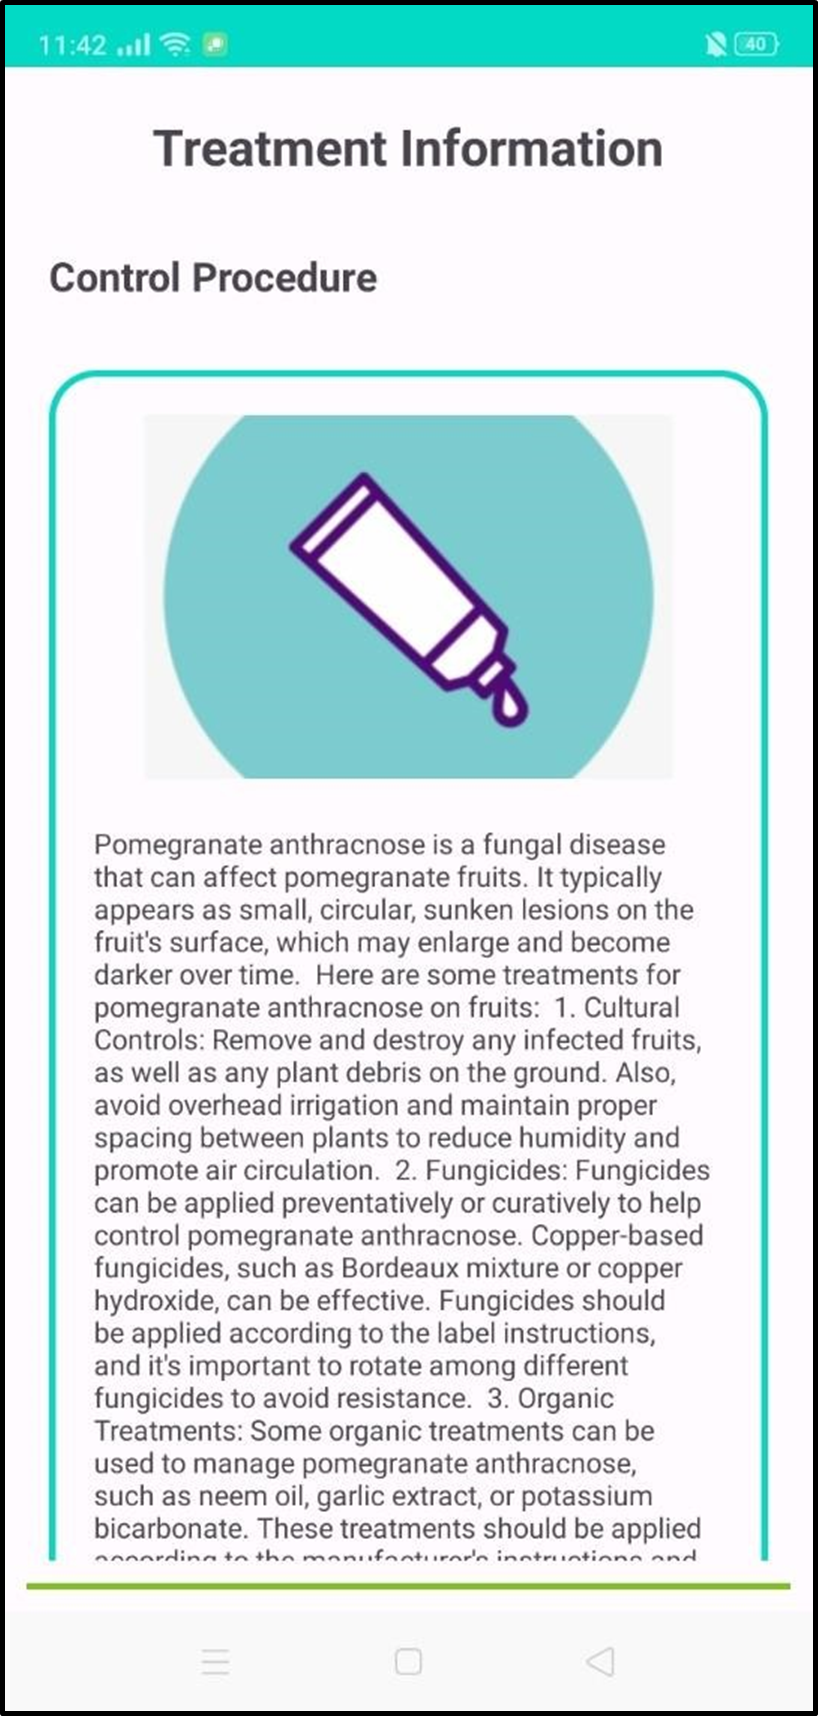 11:42
40
Treatment Information
Control Procedure
Pomegranate anthracnose is a fungal disease
that can affect pomegranate fruits. It typically
appears as small, circular, sunken lesions on the
fruit's surface, which may enlarge and become
darker over time.  Here are some treatments for
pomegranate anthracnose on fruits:  1. Cultural
Controls: Remove and destroy any infected fruits,
as well as any plant debris on the ground. Also,
avoid overhead irrigation and maintain proper
spacing between plants to reduce humidity and
promote air circulation.  2. Fungicides: Fungicides
can be applied preventatively or curatively to help
control pomegranate anthracnose. Copper-based
fungicides, such as Bordeaux mixture or copper
hydroxide, can be effective. Fungicides should
be applied according to the label instructions,
and it's important to rotate among different
fungicides to avoid resistance.  3. Organic
Treatments: Some organic treatments can be
used to manage pomegranate anthracnose,
such as neem oil, garlic extract, or potassium
bicarbonate. These treatments should be applied
according to the manufacturer's instructions and